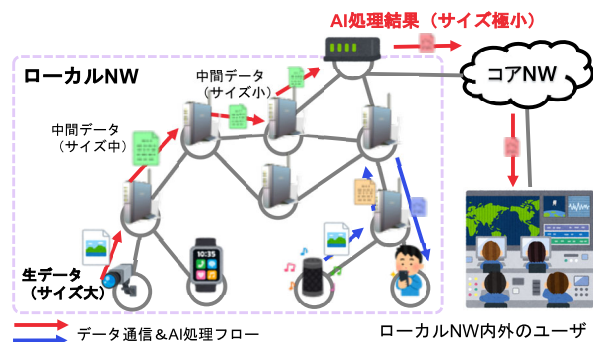 AI処理結果（サイズ極小）
ローカルNW
中間データ
（サイズ小）
コアNW
中間データ
（サイズ中）
10:35
生データ
（サイズ大）
データ通信＆AI処理フロー
ローカルNW内外のユーザ